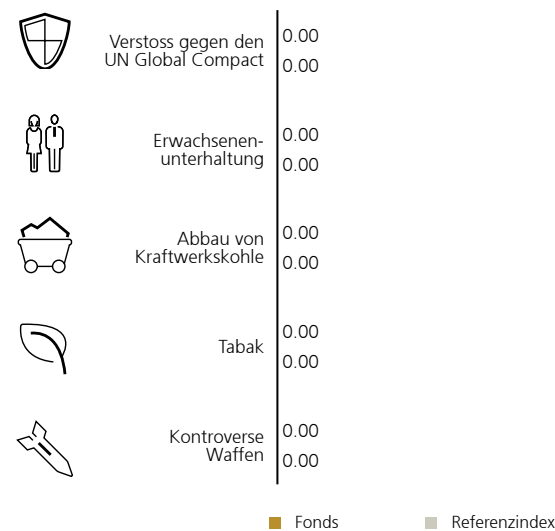 Verstoss gegen den
UN Global Compact
0.00
0.00
Erwachsenen-
unterhaltung
0.00
0.00
Abbau von
Kraftwerkskohle
0.00
0.00
Tabak
0.00
0.00
Kontroverse
Waffen
0.00
0.00
Fonds
Referenzindex